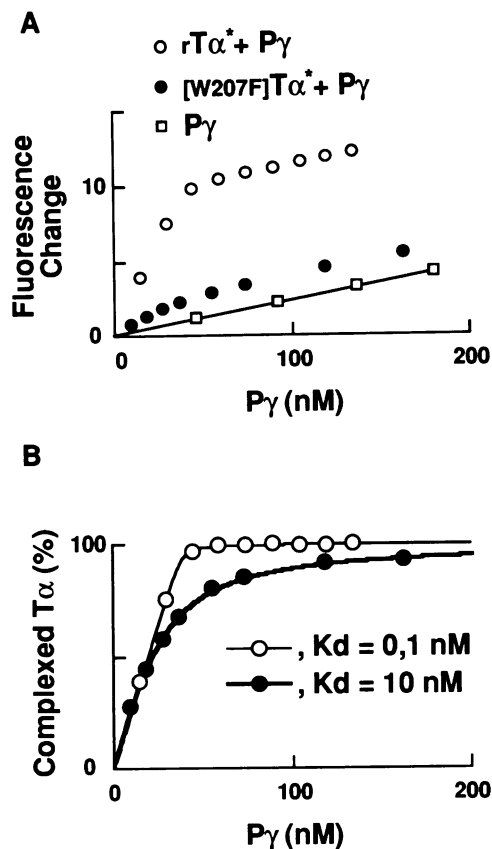 A
○ rTα*+ Pγ
● [W207F]Tα*+ Pγ
□ Pγ
Fluorescence
Change
10
0
0
100
200
Pγ (nM)
B
Complexed Tα (%)
100
0
, Kd = 0,1 nM
, Kd = 10 nM
0
100
200
Pγ (nM)